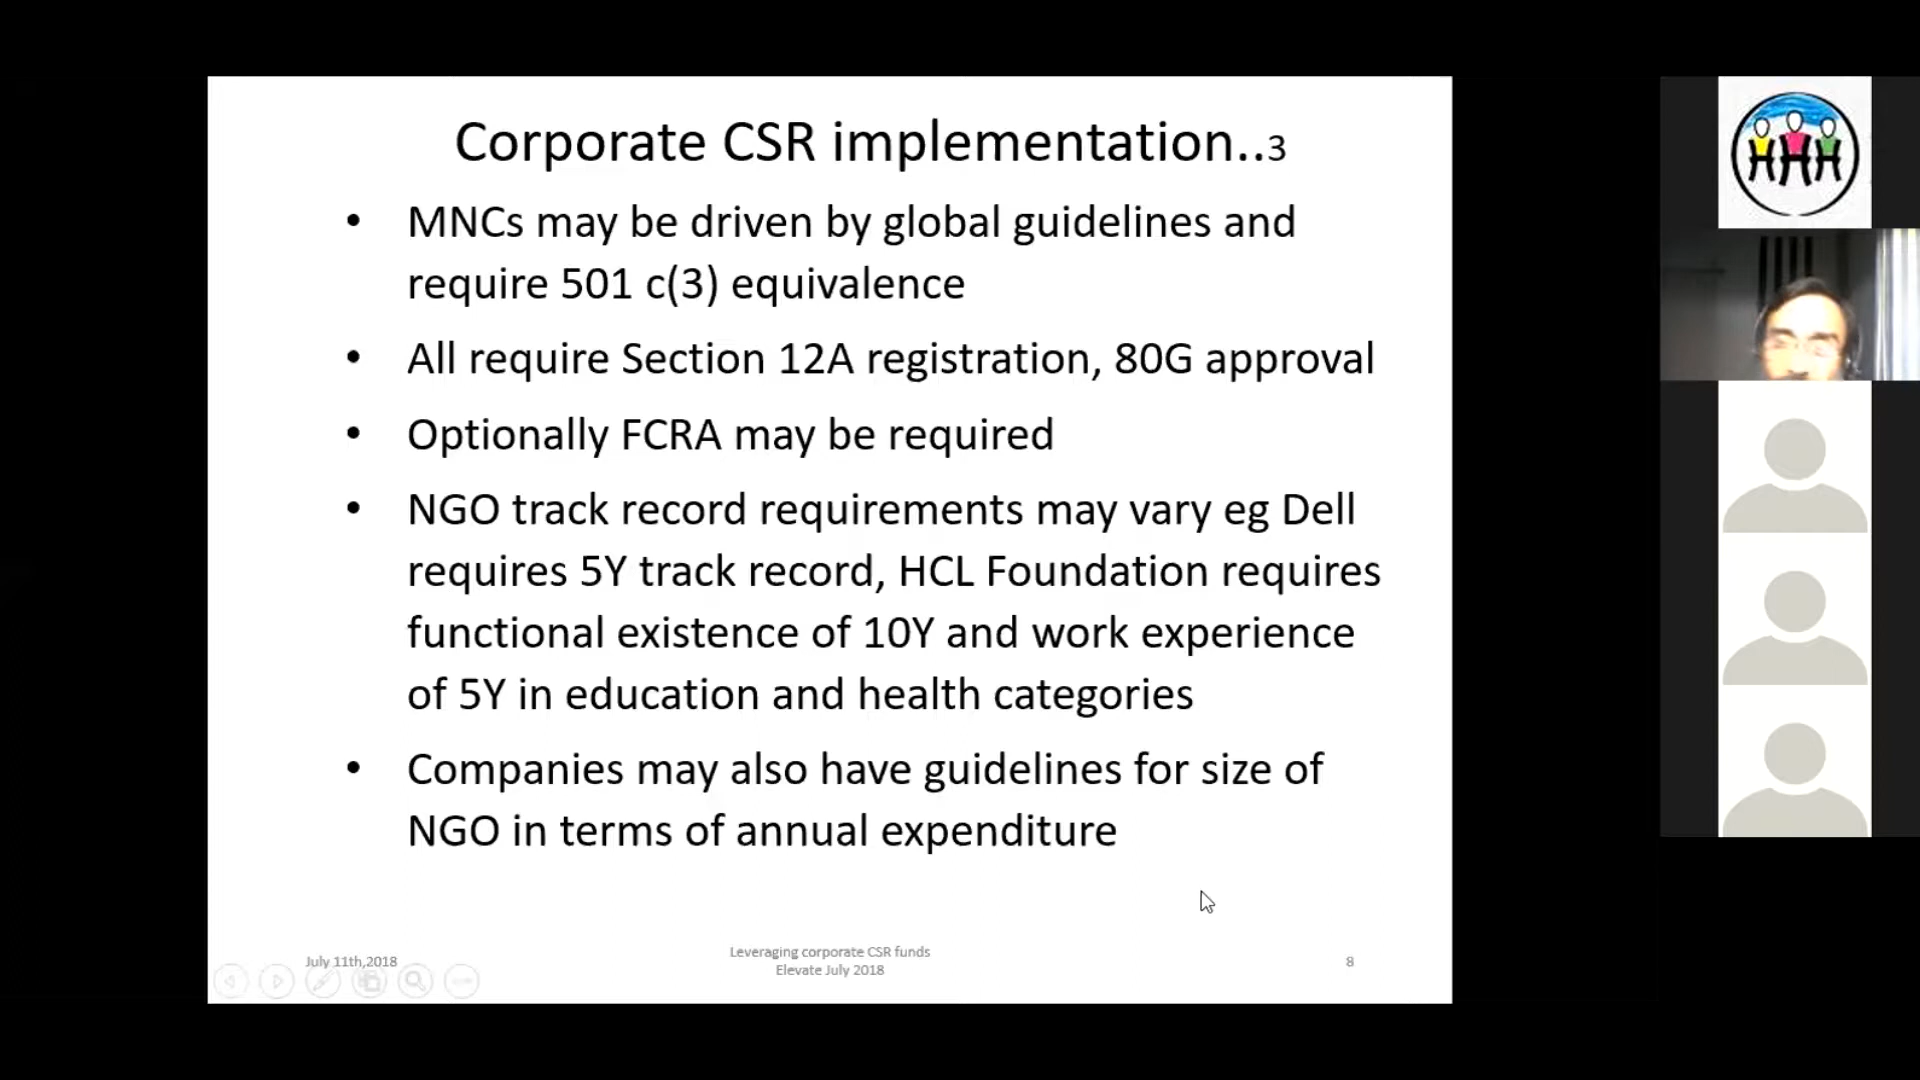 Corporate CSR implementation..3
• MNCs may be driven by global guidelines and
require 501 c(3) equivalence
• All require Section 12A registration, 80G approval
• Optionally FCRA may be required
• NGO track record requirements may vary eg Dell
requires 5Y track record, HCL Foundation requires
functional existence of 10Y and work experience
of 5Y in education and health categories
• Companies may also have guidelines for size of
NGO in terms of annual expenditure
July 11th,2018
Leveraging corporate CSR funds
Elevate July 2018
8